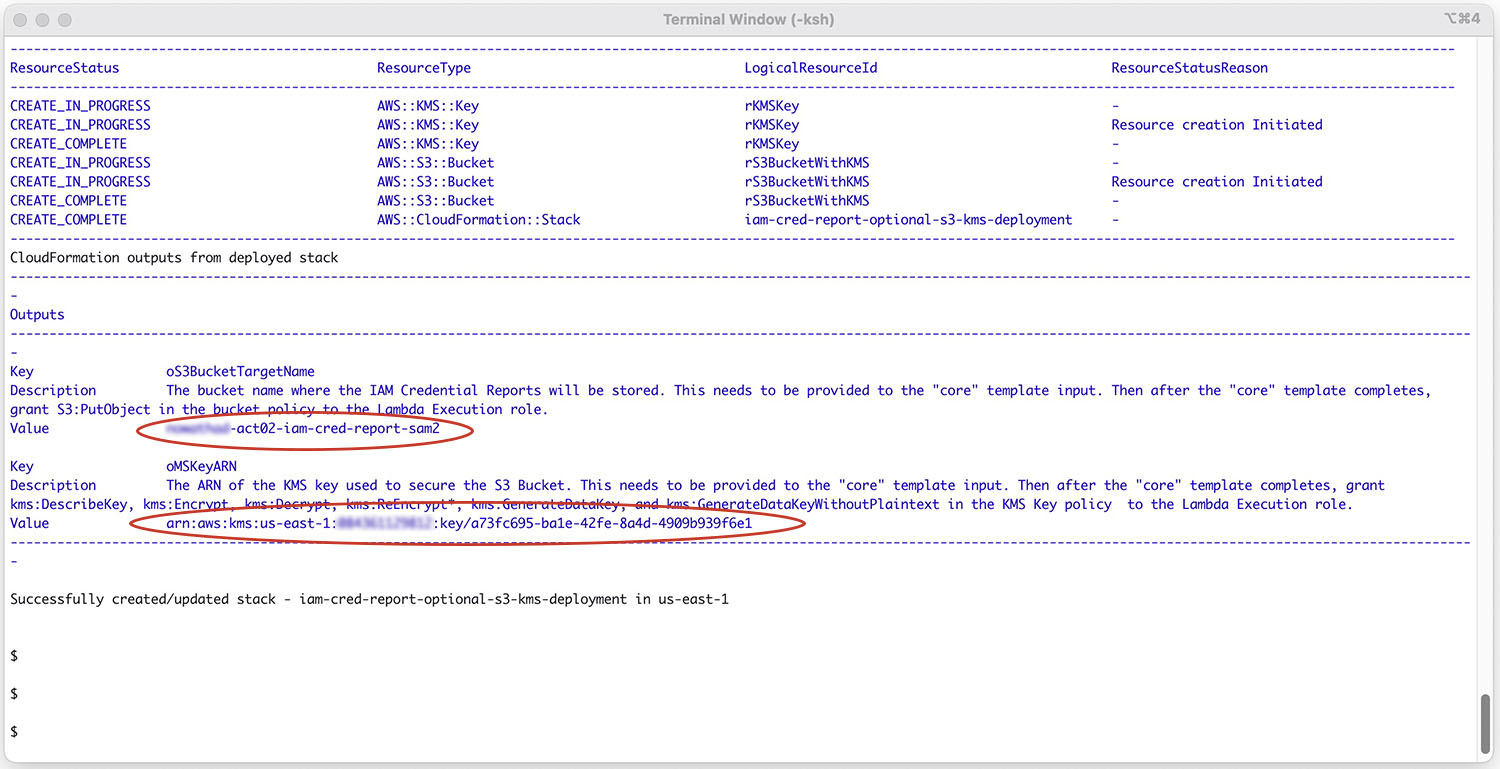 Terminal Window (-ksh)
⌥⌘4
--------------------------------------------------------------------------------
ResourceStatus ResourceType LogicalResourceId ResourceStatusReason
--------------------------------------------------------------------------------
CREATE_IN_PROGRESS AWS::KMS::Key rKMSKey -
CREATE_IN_PROGRESS AWS::KMS::Key rKMSKey Resource creation Initiated
CREATE_COMPLETE AWS::KMS::Key rKMSKey -
CREATE_IN_PROGRESS AWS::S3::Bucket rS3BucketWithKMS -
CREATE_IN_PROGRESS AWS::S3::Bucket rS3BucketWithKMS Resource creation Initiated
CREATE_COMPLETE AWS::S3::Bucket rS3BucketWithKMS -
CREATE_COMPLETE AWS::CloudFormation::Stack iam-cred-report-optional-s3-kms-deployment -
--------------------------------------------------------------------------------
CloudFormation outputs from deployed stack
--------------------------------------------------------------------------------
-
Outputs
--------------------------------------------------------------------------------
-
Key oS3BucketTargetName
Description The bucket name where the IAM Credential Reports will be stored. This needs to be provided to the "core" template input. Then after the "core" template completes,
grant S3:PutObject in the bucket policy to the Lambda Execution role.
Value -act02-iam-cred-report-sam2
Key oMSKeyARN
Description The ARN of the KMS key used to secure the S3 Bucket. This needs to be provided to the "core" template input. Then after the "core" template completes, grant
kms:DescribeKey, kms:Encrypt, kms:Decrypt, kms:ReEncrypt*, kms:GenerateDataKey, and kms:GenerateDataKeyWithoutPlaintext in the KMS Key policy  to the Lambda Execution role.
Value arn:aws:kms:us-east-1: :key/a73fc695-ba1e-42fe-8a4d-4909b939f6e1
--------------------------------------------------------------------------------
-
Successfully created/updated stack - iam-cred-report-optional-s3-kms-deployment in us-east-1
$
$
$